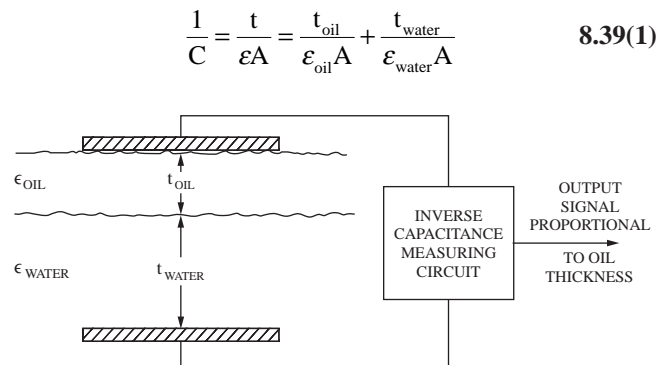 1/C = t/εA = t_oil/ε_oil A + t_water/ε_water A    8.39(1)
ϵ_OIL
t_OIL
ϵ_WATER
t_WATER
INVERSE
CAPACITANCE
MEASURING
CIRCUIT
OUTPUT
SIGNAL
PROPORTIONAL
TO OIL
THICKNESS